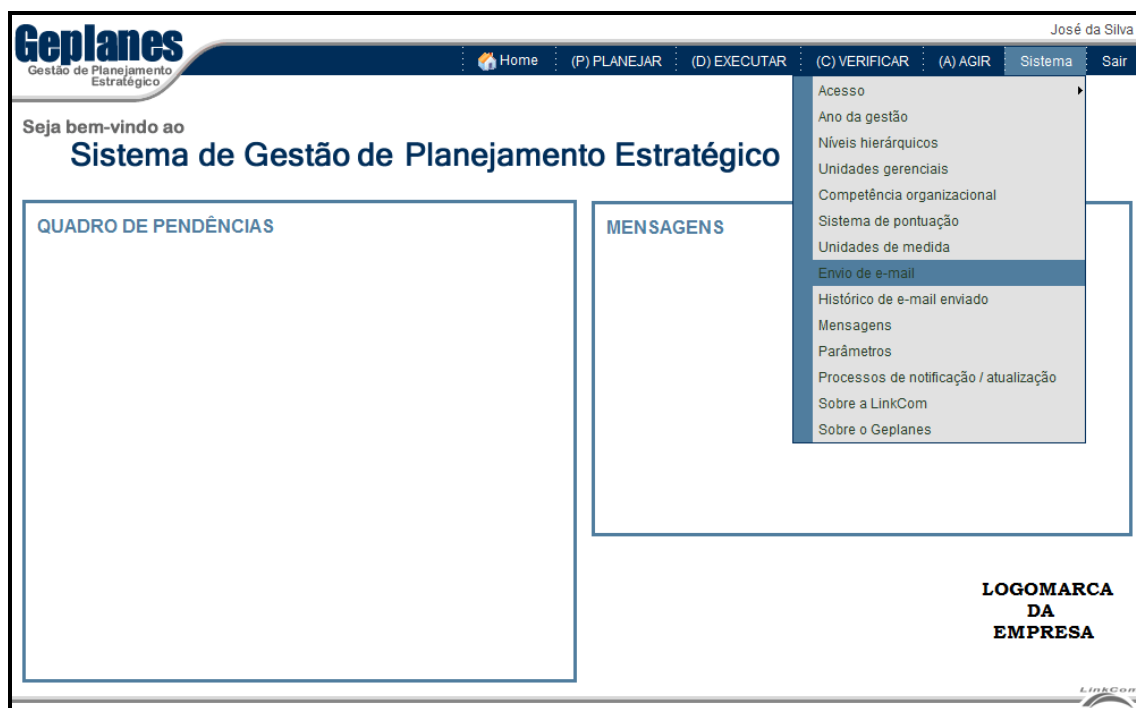 José da Silva
Geplanes
Gestão de Planejamento
Estratégico
Home (P) PLANEJAR (D) EXECUTAR (C) VERIFICAR (A) AGIR Sistema Sair
Acesso
Ano da gestão
Níveis hierárquicos
Unidades gerenciais
Competência organizacional
Sistema de pontuação
Unidades de medida
Envio de e-mail
Histórico de e-mail enviado
Mensagens
Parâmetros
Processos de notificação / atualização
Sobre a LinkCom
Sobre o Geplanes
Seja bem-vindo ao
Sistema de Gestão de Planejamento Estratégico
QUADRO DE PENDÊNCIAS
MENSAGENS
LOGOMARCA
DA
EMPRESA
LinkCom